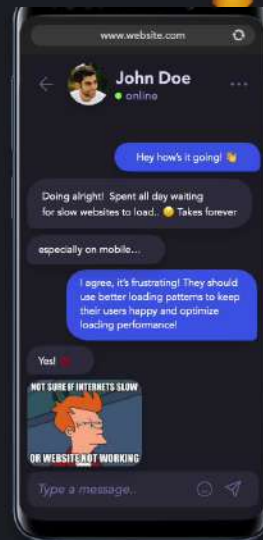 www.website.com
John Doe
online
Hey how's it going! 👋
Doing alright! Spent all day waiting
for slow websites to load.. Takes forever
especially on mobile...
I agree, it's frustrating! They should
use better loading patterns to keep
their users happy and optimize
loading performance!
Yes!
NOT SURE IF INTERNETS SLOW
OR WEBSITE NOT WORKING
Type a message..